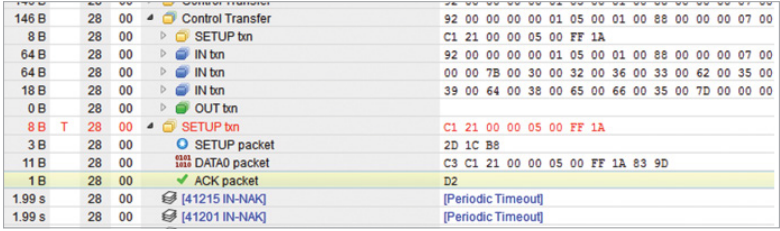 146 B 28 00 Control Transfer 92 00 00 00 00 01 05 00 01 00 88 00 00 00 07 00
8 B 28 00 SETUP txn C1 21 00 00 05 00 FF 1A
64 B 28 00 IN txn 92 00 00 00 00 01 05 00 01 00 88 00 00 00 07 00
64 B 28 00 IN txn 00 00 7B 00 30 00 32 00 36 00 33 00 62 00 35 00
18 B 28 00 IN txn 39 00 64 00 38 00 65 00 66 00 35 00 7D 00 00 00
0 B 28 00 OUT txn
8 B T 28 00 SETUP txn C1 21 00 00 05 00 FF 1A
3 B 28 00 SETUP packet 2D 1C B8
11 B 28 00 DATA0 packet C3 C1 21 00 00 05 00 FF 1A 83 9D
1 B 28 00 ACK packet D2
1.99 s 28 00 [41215 IN-NAK] [Periodic Timeout]
1.99 s 28 00 [41201 IN-NAK] [Periodic Timeout]